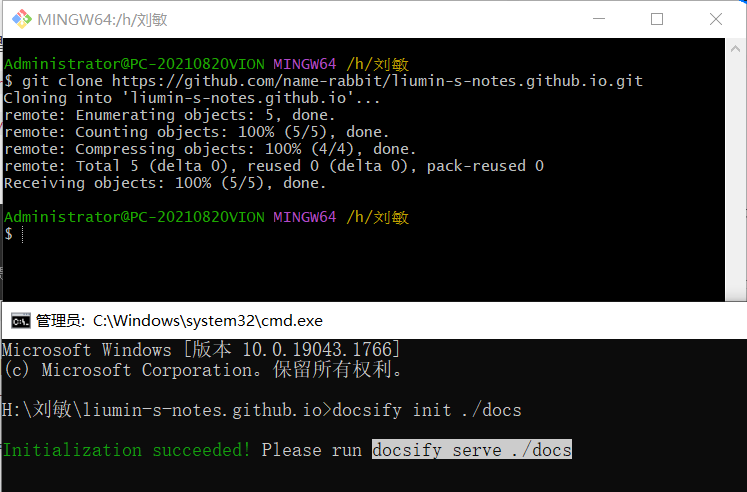 MINGW64:/h/刘敏
Administrator@PC-20210820VION MINGW64 /h/刘敏
$ git clone https://github.com/name-rabbit/liumin-s-notes.github.io.git
Cloning into 'liumin-s-notes.github.io'...
remote: Enumerating objects: 5, done.
remote: Counting objects: 100% (5/5), done.
remote: Compressing objects: 100% (4/4), done.
remote: Total 5 (delta 0), reused 0 (delta 0), pack-reused 0
Receiving objects: 100% (5/5), done.
Administrator@PC-20210820VION MINGW64 /h/刘敏
$
管理员: C:\Windows\system32\cmd.exe
Microsoft Windows [版本 10.0.19043.1766]
(c) Microsoft Corporation。保留所有权利。
H:\刘敏\liumin-s-notes.github.io>docsify init ./docs
Initialization succeeded! Please run docsify serve ./docs